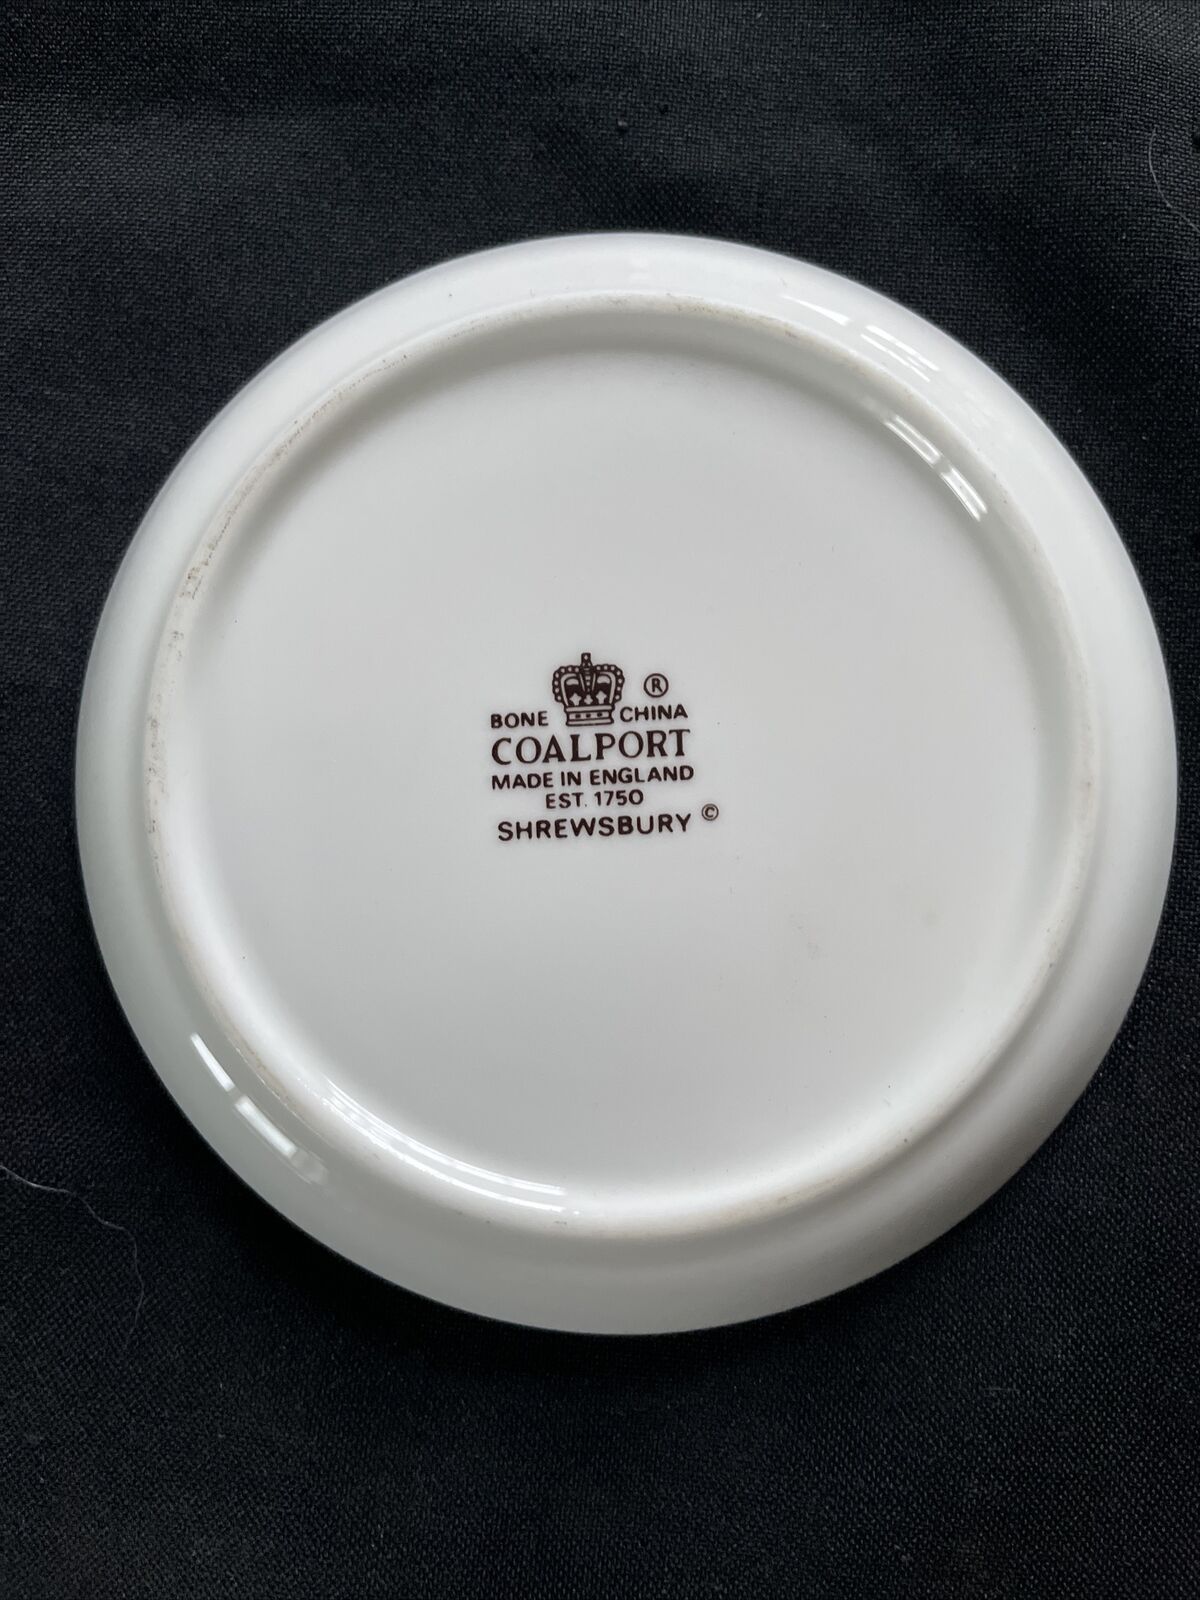 ®
BONE CHINA
COALPORT
MADE IN ENGLAND
EST. 1750
SHREWSBURY ©